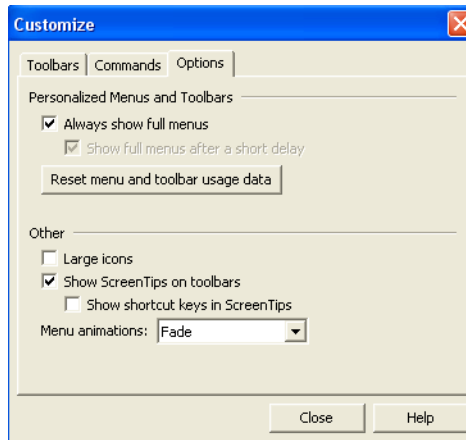 Customize
Toolbars Commands Options
Personalized Menus and Toolbars
Always show full menus
Show full menus after a short delay
Reset menu and toolbar usage data
Other
Large icons
Show ScreenTips on toolbars
Show shortcut keys in ScreenTips
Menu animations: Fade
Close Help